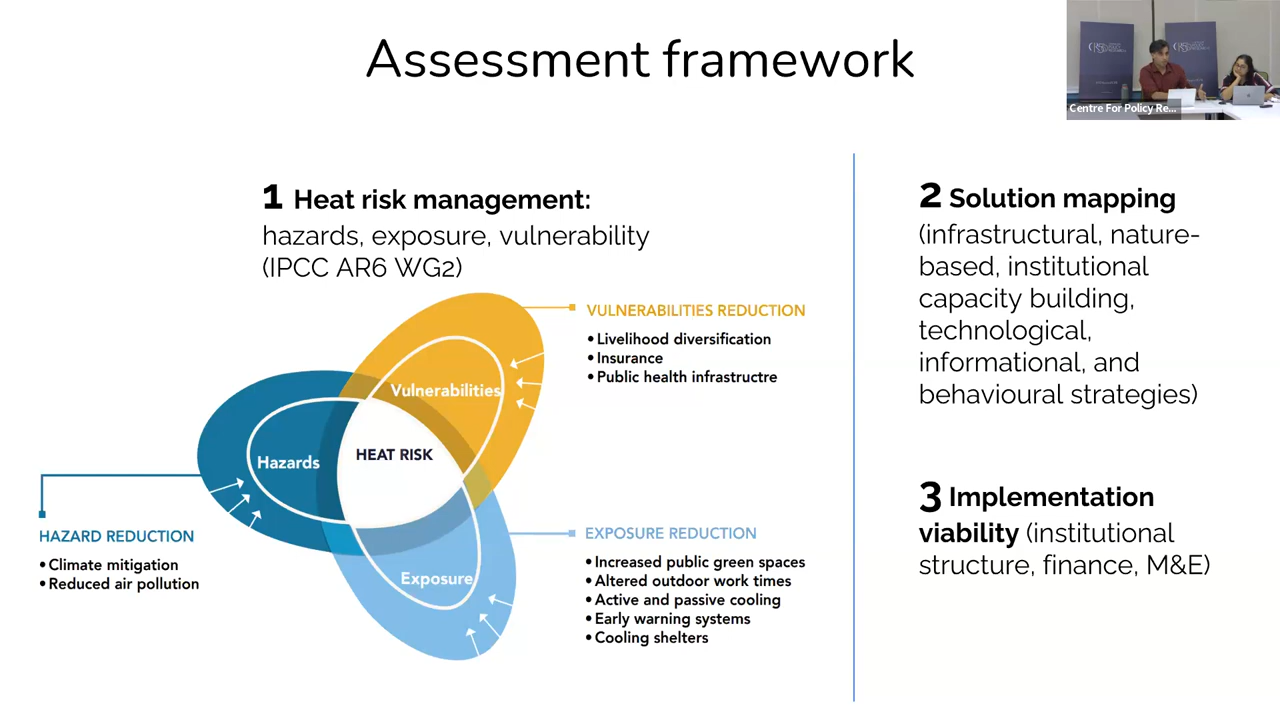 Assessment framework
Centre For Policy Re...
1 Heat risk management:
hazards, exposure, vulnerability
(IPCC AR6 WG2)
VULNERABILITIES REDUCTION
• Livelihood diversification
• Insurance
• Public health infrastructre
Vulnerabilities
HEAT RISK
Hazards
HAZARD REDUCTION
• Climate mitigation
• Reduced air pollution
EXPOSURE REDUCTION
• Increased public green spaces
• Altered outdoor work times
• Active and passive cooling
• Early warning systems
• Cooling shelters
Exposure
2 Solution mapping
(infrastructural, nature-
based, institutional
capacity building,
technological,
informational, and
behavioural strategies)
3 Implementation
viability (institutional
structure, finance, M&E)